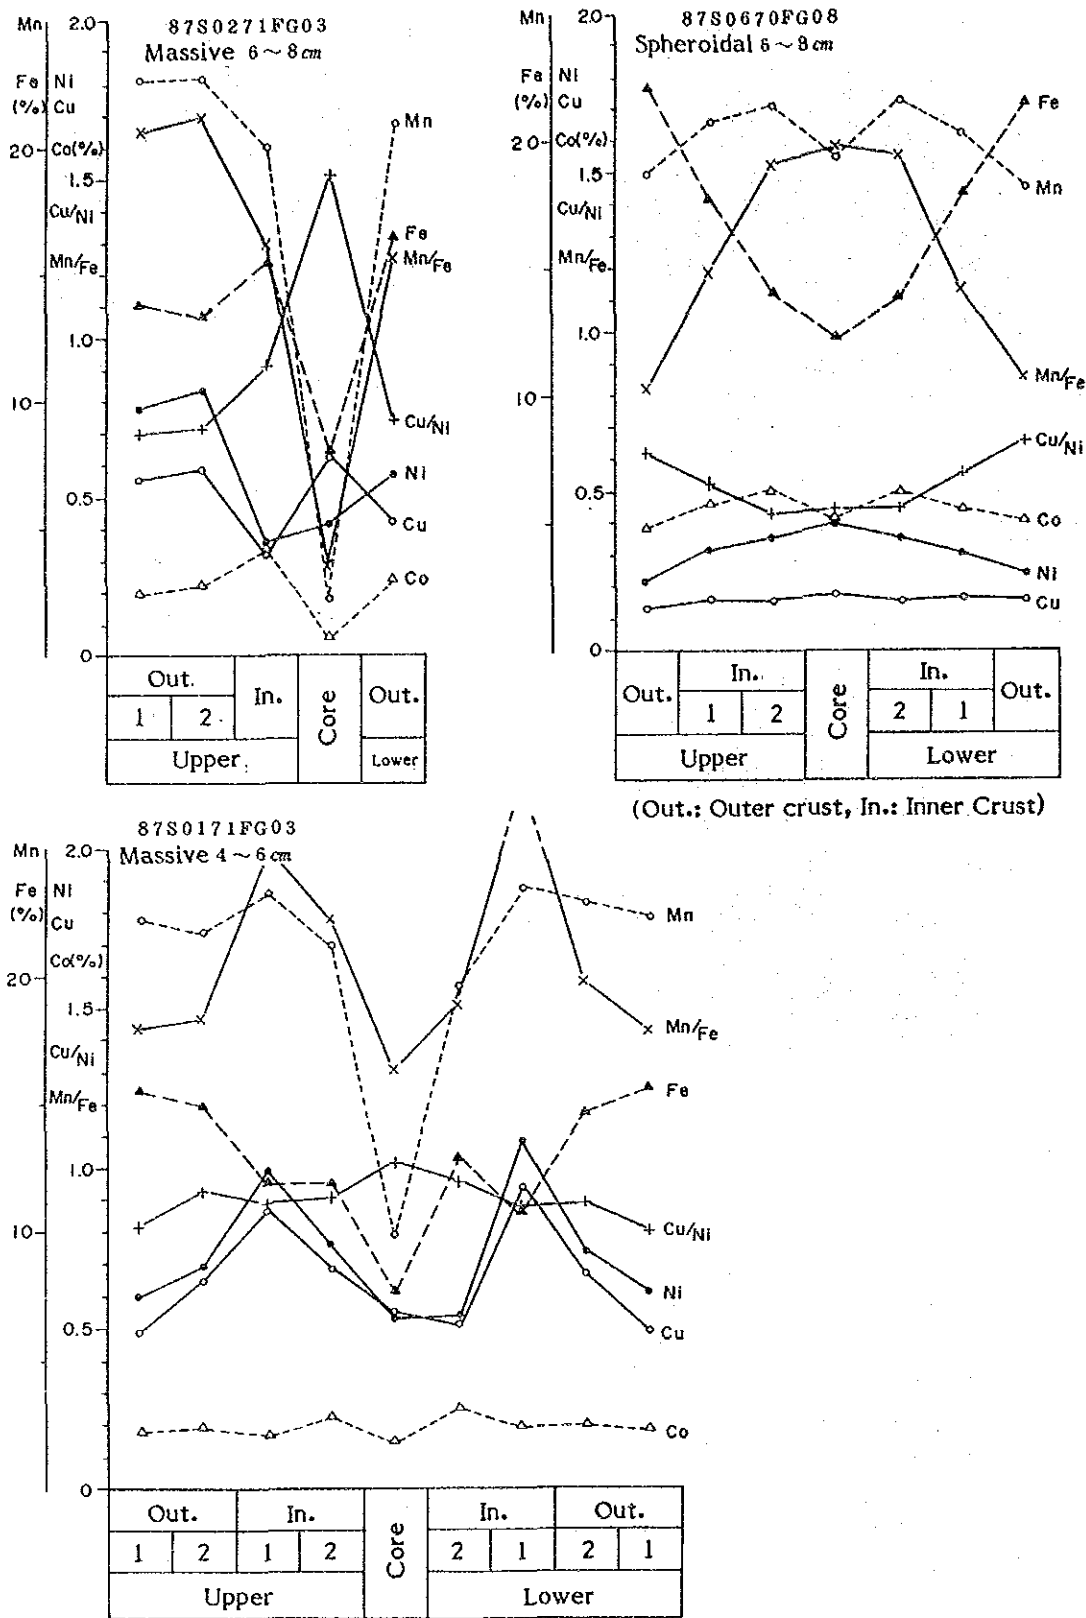 87S0271FG03
Massive 6~8cm
Mn
2.0
Fe Ni
(%) Cu
20
Co(%)
1.5
Cu/Ni
Mn/Fe
1.0
10
0.5
0
Mn
Fe
Mn/Fe
Cu/Ni
Ni
Cu
Co
Out. In. Core Out.
1 2
Upper Lower
87S0670FG08
Spheroidal 6~8cm
Mn
2.0
Fe Ni
(%) Cu
20
Co(%)
1.5
Cu/Ni
Mn/Fe
1.0
10
0.5
0
Fe
Mn
Mn/Fe
Cu/Ni
Co
Ni
Cu
Out. In. Core In. Out.
1 2 2 1
Upper Lower
(Out.: Outer crust, In.: Inner Crust)
87S0171FG03
Massive 4~6cm
Mn
2.0
Fe Ni
(%) Cu
Co(%)
20
1.5
Cu/Ni
Mn/Fe
1.0
10
0.5
0
Mn
Mn/Fe
Fe
Cu/Ni
Ni
Cu
Co
Out. In. Core In. Out.
1 2 1 2 2 1 2 1
Upper Lower